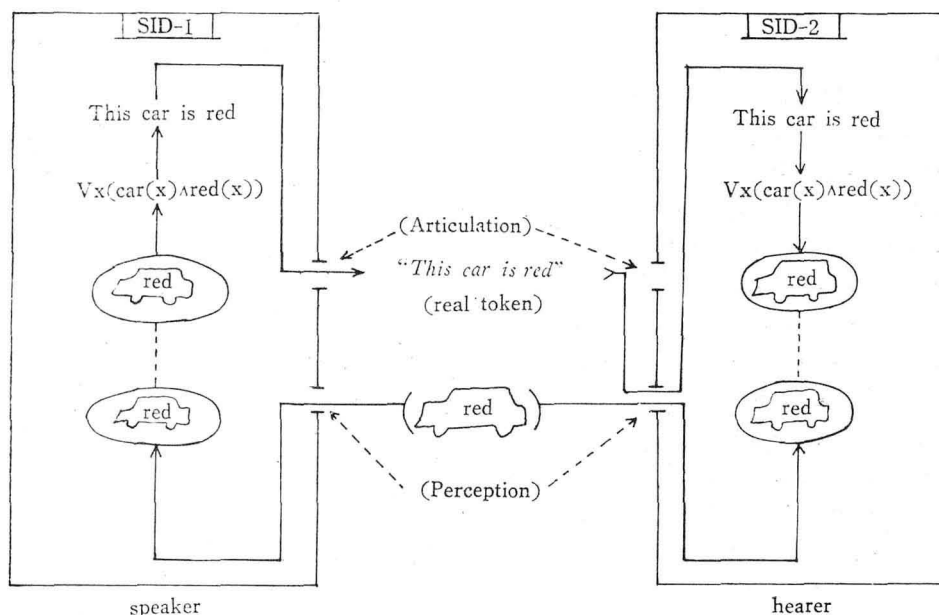 SID-1
This car is red
Vx(car(x)∧red(x))
red
red
speaker
(Articulation)
“This car is red”
(real token)
red
(Perception)
SID-2
This car is red
Vx(car(x)∧red(x))
red
red
hearer